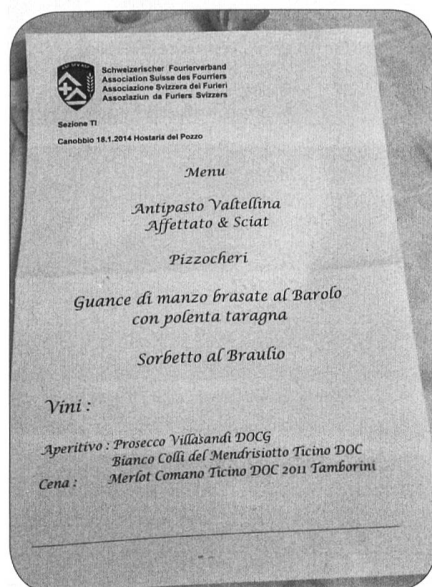 Schweizerischer Fourierverband
Association Suisse des Fourriers
Associazione Svizzera dei Furieri
Assoziaziun da Furiers Svizzers
Sezione TI
Canobbio 18.1.2014 Hostaria del Pozzo
Menu
Antipasto Valtellina
Affettato & Sciat
Pizzocheri
Guance di manzo brasate al Barolo
con polenta taragna
Sorbetto al Braulio
Vini :
Aperitivo : Prosecco Villasandi DOCG
Bianco Colli del Mendrisiotto Ticino DOC
Cena : Merlot Comano Ticino DOC 2011 Tamborini